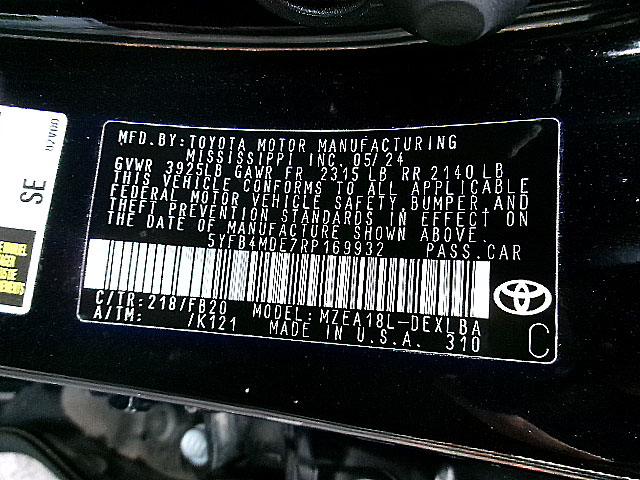 MFD.BY:TOYOTA MOTOR MANUFACTURING
MISSISSIPPI INC. 05/24
GVWR 3925LB GAWR FR 2315 LB RR 2140 LB
THIS VEHICLE CONFORMS TO ALL APPLICABLE
FEDERAL MOTOR VEHICLE SAFETY,BUMPER,AND
THEFT PREVENTION STANDARDS IN EFFECT ON
THE DATE OF MANUFACTURE SHOWN ABOVE.
5YFB4MDE7RP169932 PASS.CAR
C/TR:218/FB20 MODEL:MZEA18L-DEXLBA
A/TM: /K121 MADE IN U.S.A. 310
C
SE